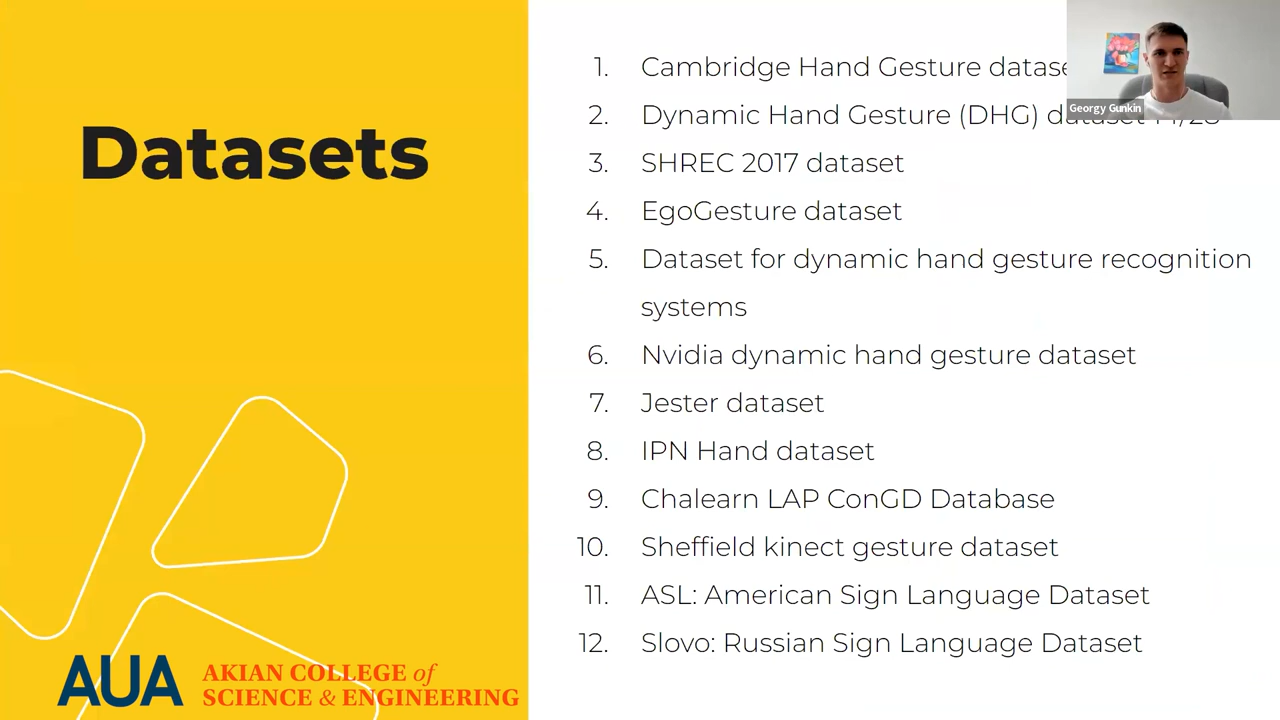 Datasets
1. Cambridge Hand Gesture
2. Dynamic Hand Gesture (DHG)
3. SHREC 2017 dataset
4. EgoGesture dataset
5. Dataset for dynamic hand gesture recognition
systems
6. Nvidia dynamic hand gesture dataset
7. Jester dataset
8. IPN Hand dataset
9. Chalearn LAP ConGD Database
10. Sheffield kinect gesture dataset
11. ASL: American Sign Language Dataset
12. Slovo: Russian Sign Language Dataset
Georgy Gunkin
AUA
AKIAN COLLEGE of
SCIENCE & ENGINEERING